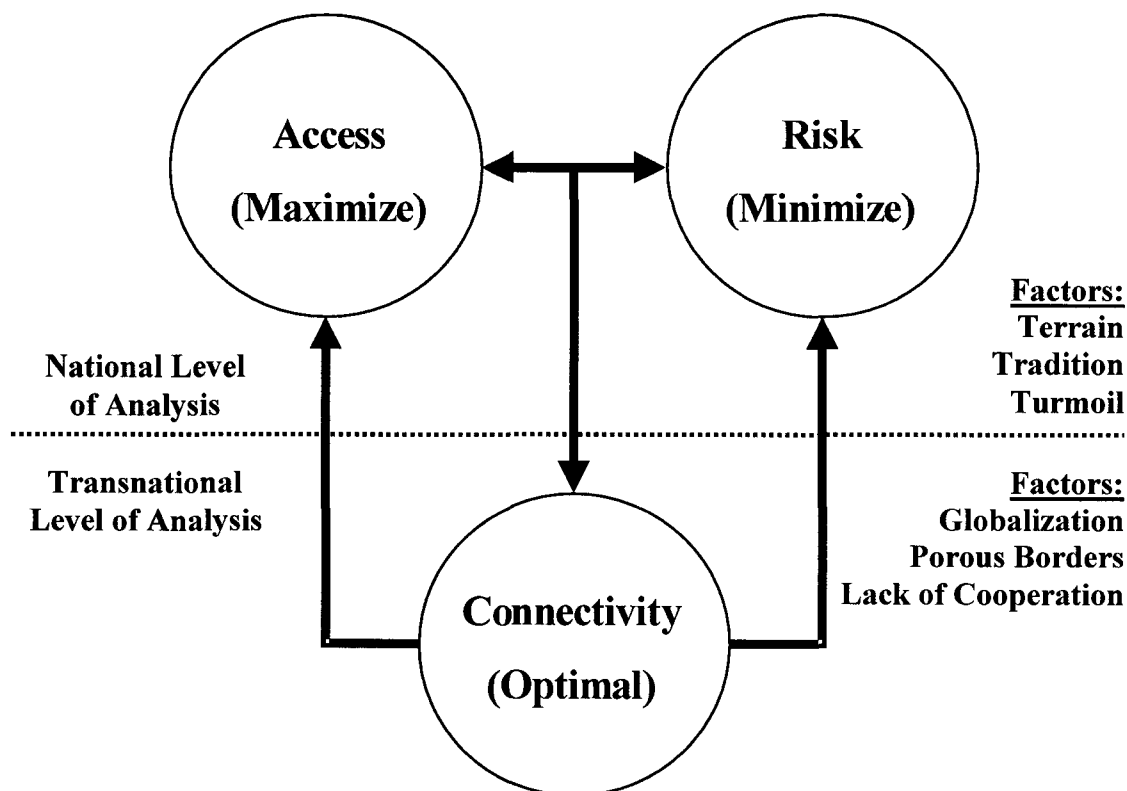 Access
(Maximize)
Risk
(Minimize)
National Level
of Analysis
Factors:
Terrain
Tradition
Turmoil
Transnational
Level of Analysis
Factors:
Globalization
Porous Borders
Lack of Cooperation
Connectivity
(Optimal)